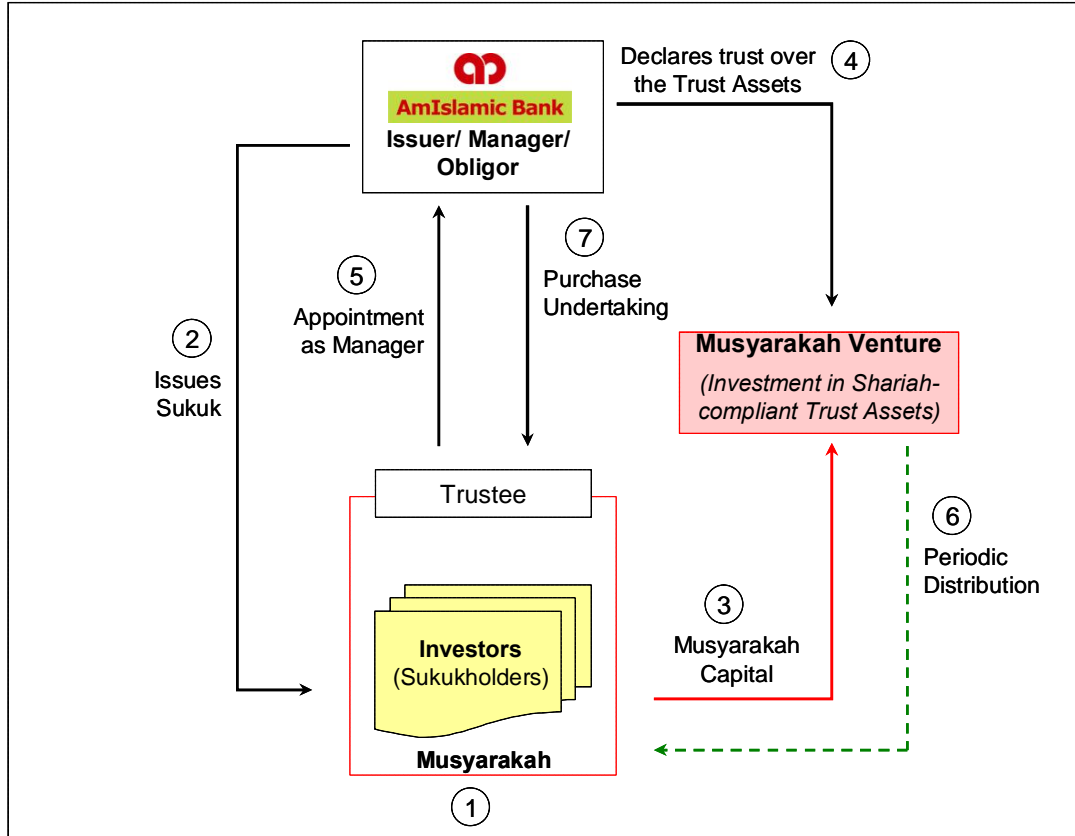 AmIslamic Bank
Issuer/ Manager/
Obligor
Declares trust over
the Trust Assets
4
2
Issues
Sukuk
5
Appointment
as Manager
7
Purchase
Undertaking
Musyarakah Venture
(Investment in Shariah-
compliant Trust Assets)
Trustee
Investors
(Sukukholders)
Musyarakah
1
3
Musyarakah
Capital
6
Periodic
Distribution